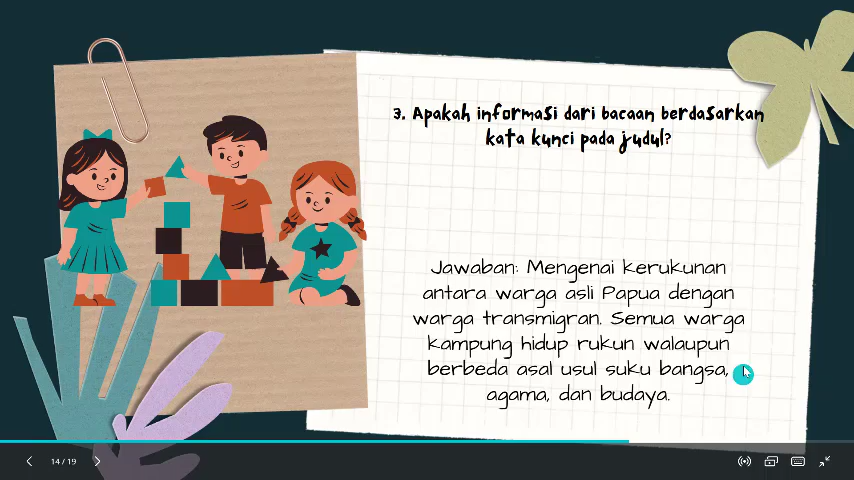 3. Apakah informasi dari bacaan berdasarkan
kata kunci pada judul?
Jawaban: Mengenai kerukunan
antara warga asli Papua dengan
warga transmigran. Semua warga
kampung hidup rukun walaupun
berbeda asal usul suku bangsa,
agama, dan budaya.
14 / 19